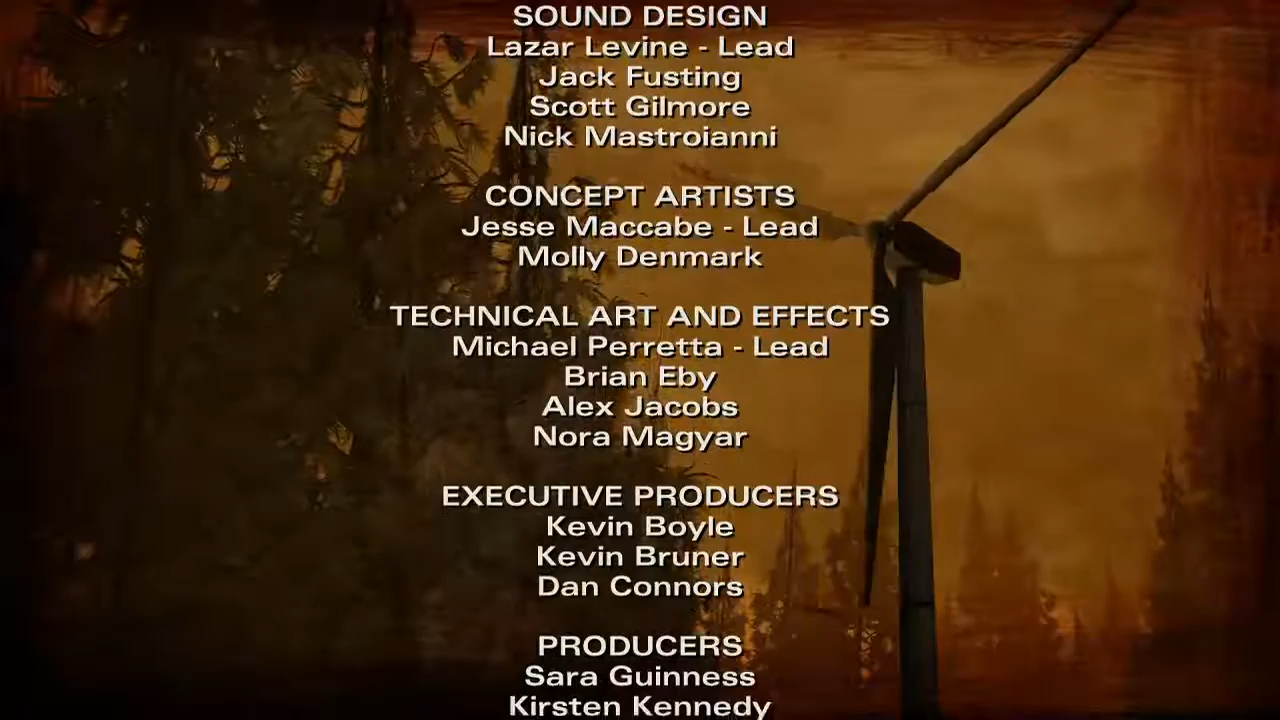 SOUND DESIGN
Lazar Levine - Lead
Jack Fusting
Scott Gilmore
Nick Mastroianni
CONCEPT ARTISTS
Jesse Maccabe - Lead
Molly Denmark
TECHNICAL ART AND EFFECTS
Michael Perretta - Lead
Brian Eby
Alex Jacobs
Nora Magyar
EXECUTIVE PRODUCERS
Kevin Boyle
Kevin Bruner
Dan Connors
PRODUCERS
Sara Guinness
Kirsten Kennedy